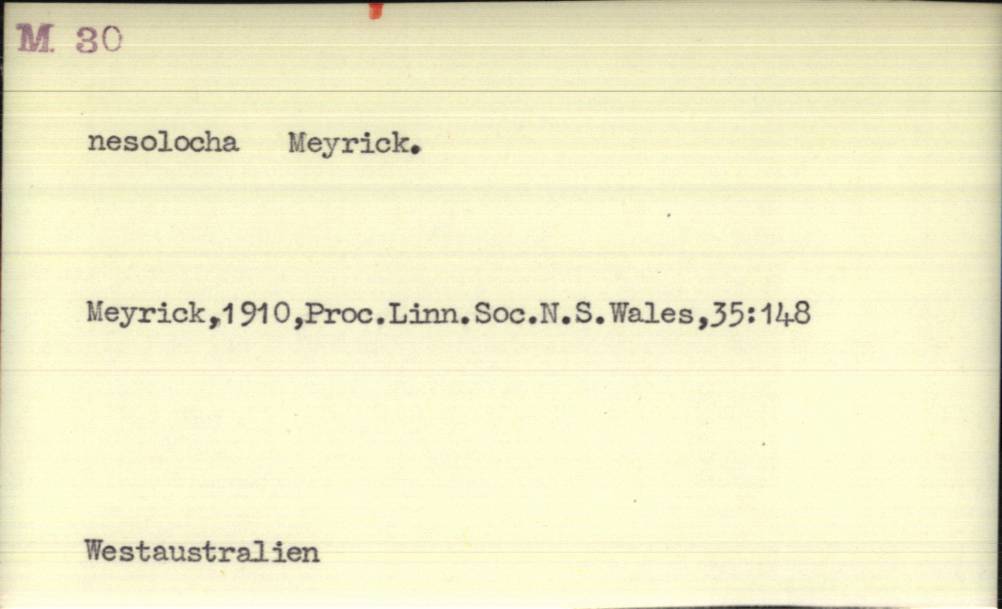 M 30
nesolocha Meyrick.
Meyrick,1910,Proc.Linn.Soc.N.S.Wales,35:148
Westaustralien